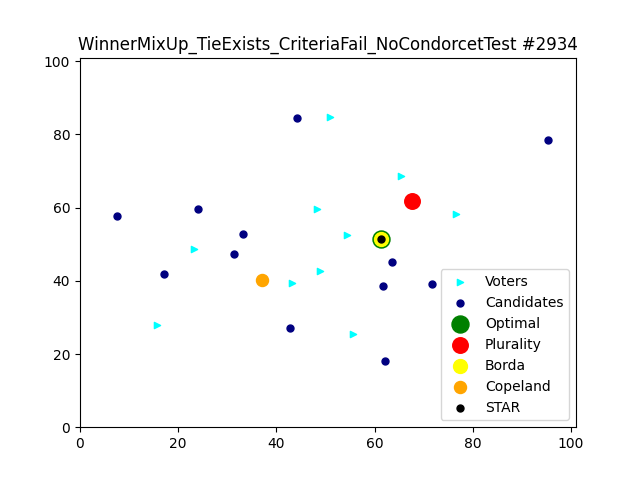 WinnerMixUp_TieExists_CriteriaFail_NoCondorcetTest #2934
100
80
60
40
20
0
0
20
40
60
80
100
Voters
Candidates
Optimal
Plurality
Borda
Copeland
STAR